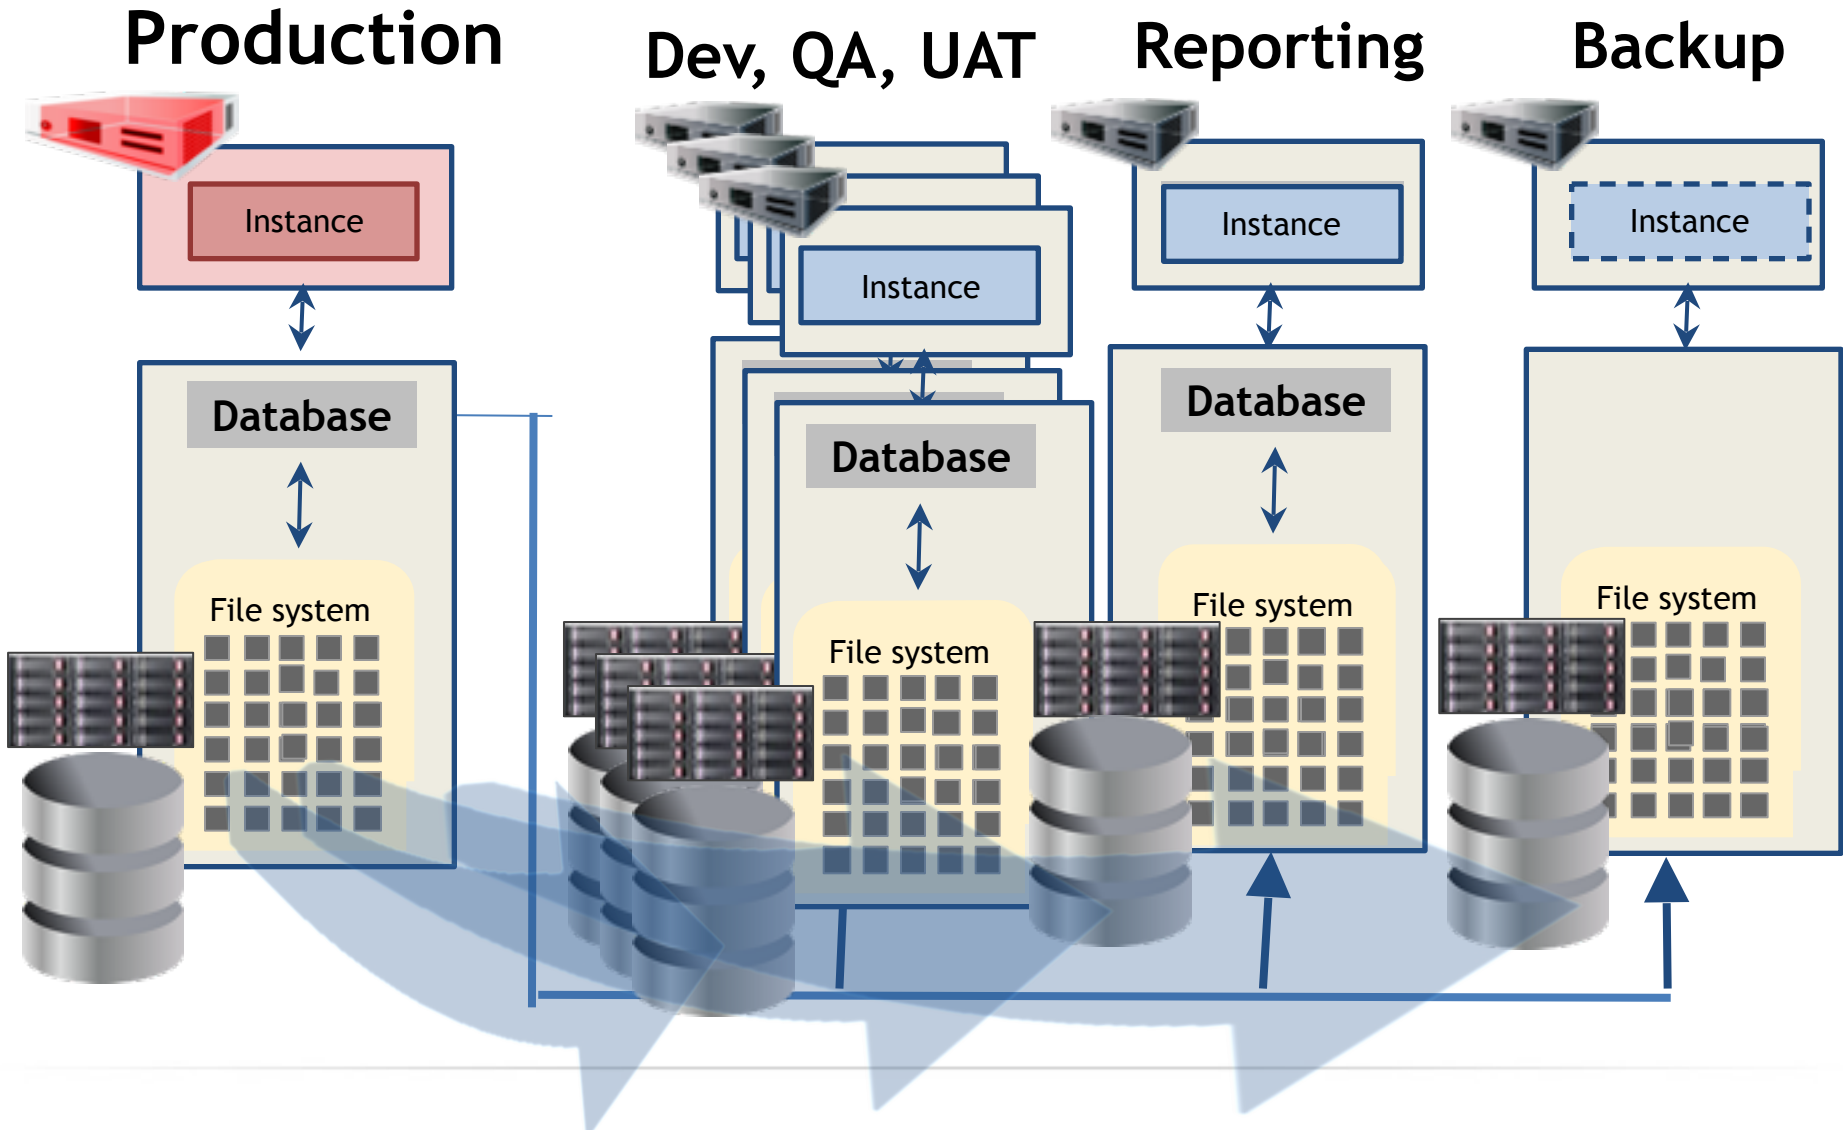 Production
Dev, QA, UAT
Reporting
Backup
Instance
Instance
Instance
Instance
Database
Database
Database
File system
File system
File system
File system